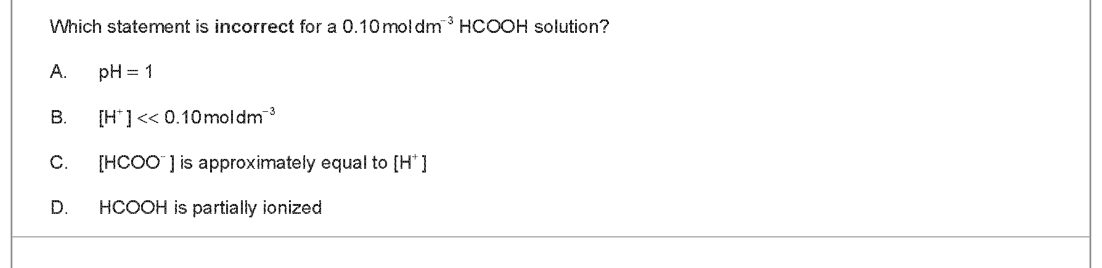 Which statement is incorrect for a 0.10 mol dm⁻³ HCOOH solution?
A. pH = 1
B. [H⁺] << 0.10 mol dm⁻³
C. [HCOO⁻] is approximately equal to [H⁺]
D. HCOOH is partially ionized